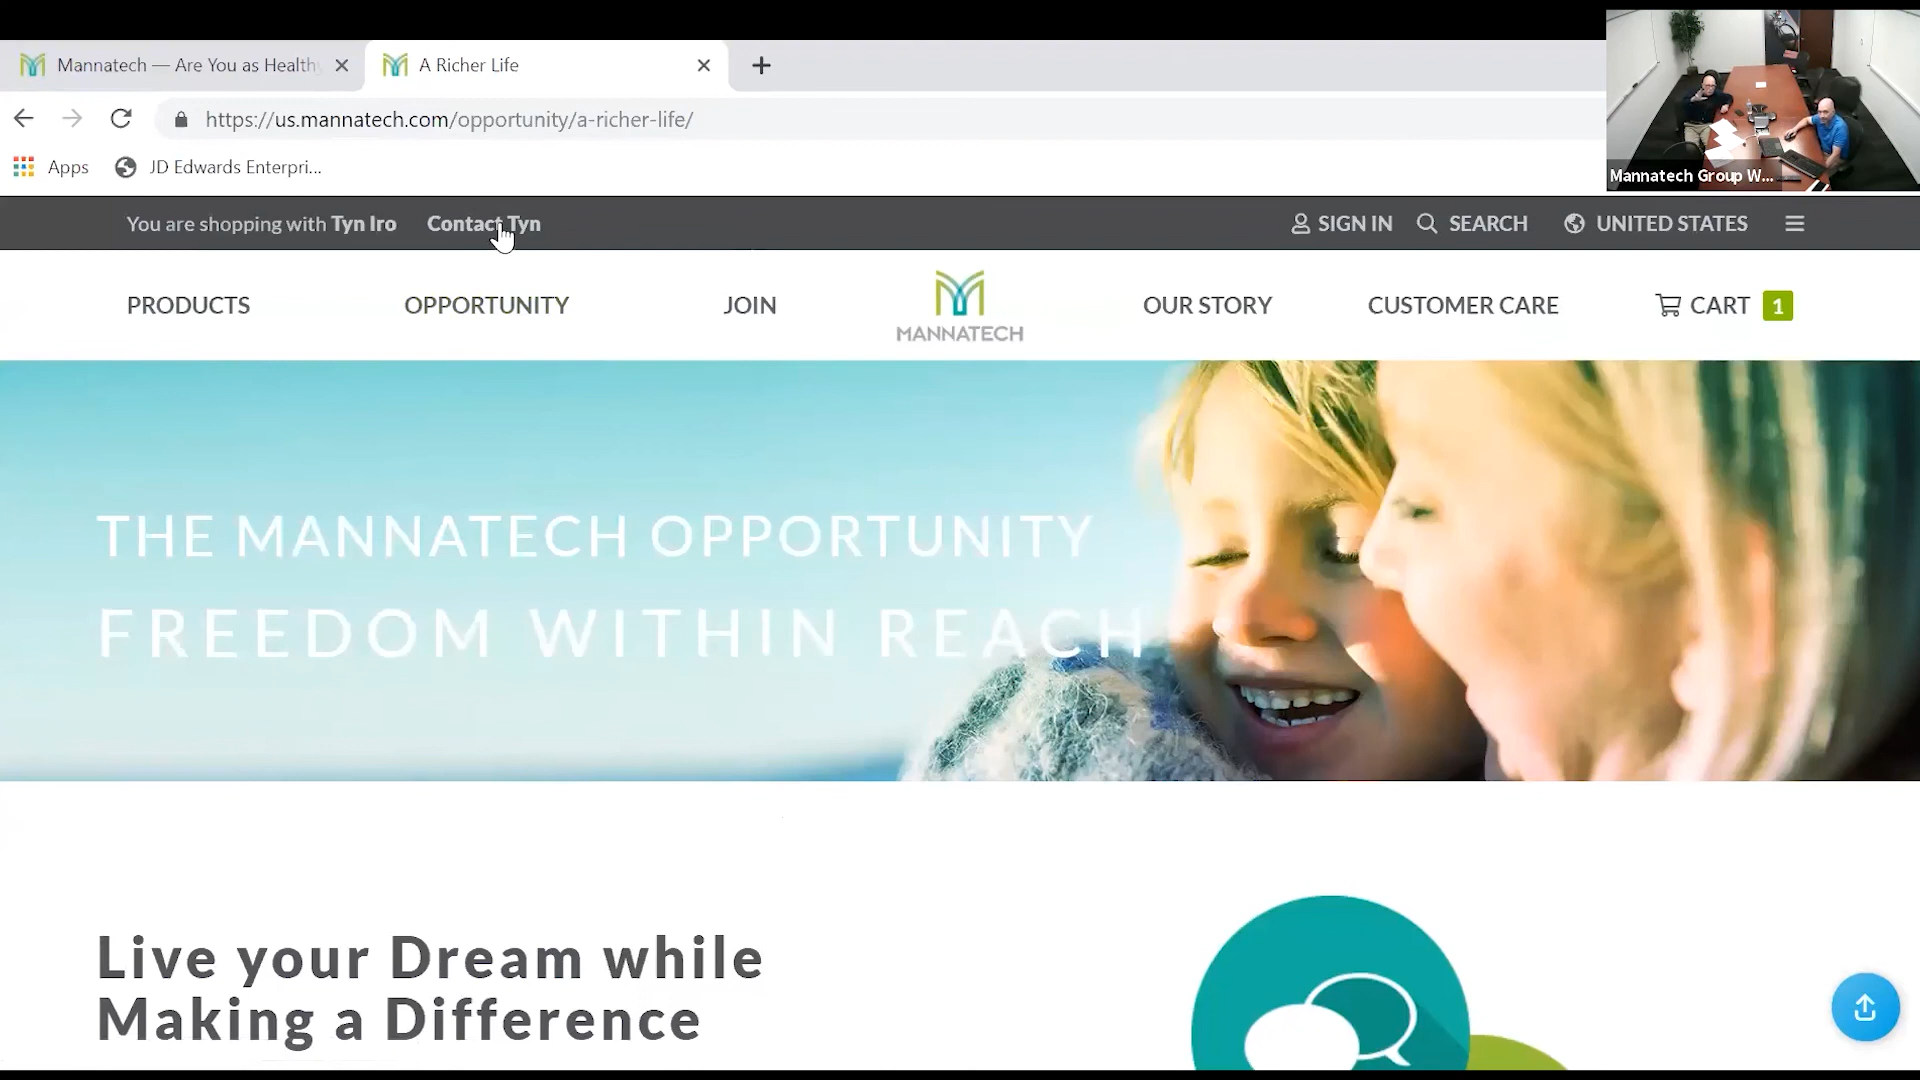 Mannatech — Are You as Healthy
A Richer Life
https://us.mannatech.com/opportunity/a-richer-life/
Apps
JD Edwards Enterpri...
Mannatech Group W...
You are shopping with Tyn Iro
Contact Tyn
SIGN IN
SEARCH
UNITED STATES
PRODUCTS
OPPORTUNITY
JOIN
MANNATECH
OUR STORY
CUSTOMER CARE
CART 1
THE MANNATECH OPPORTUNITY
FREEDOM WITHIN REACH
Live your Dream while
Making a Difference